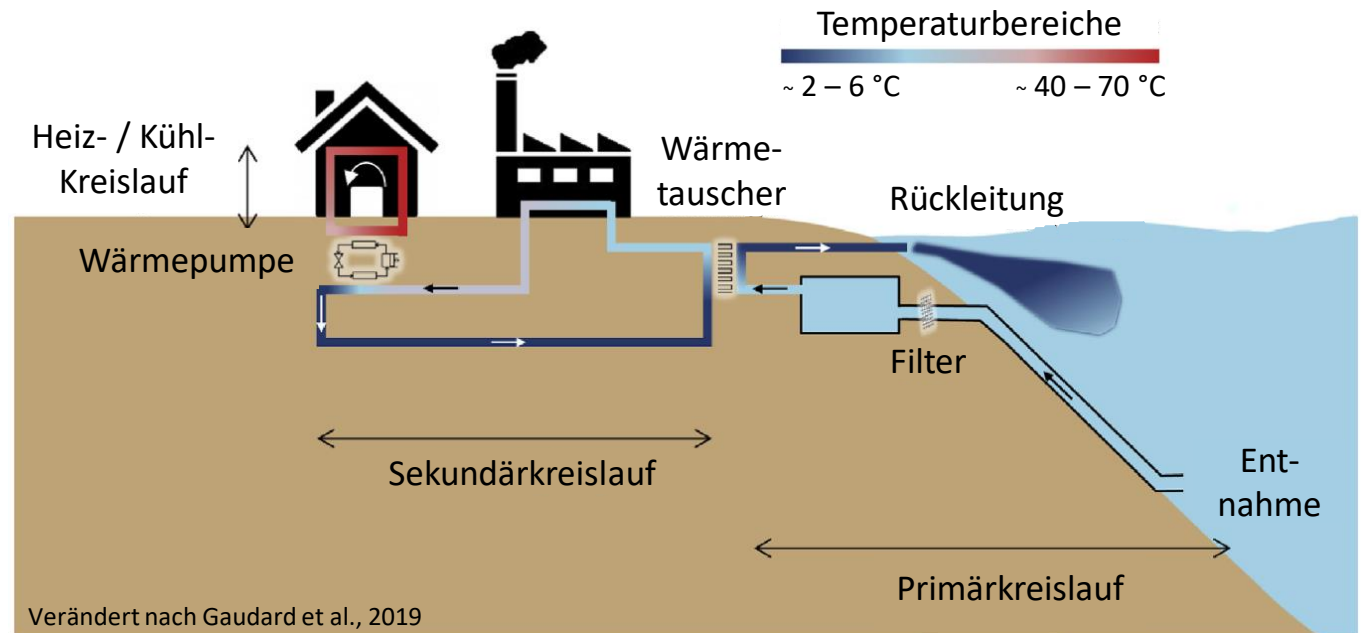 Temperaturbereiche
~ 2 – 6 °C
~ 40 – 70 °C
Heiz- / Kühl-
Kreislauf
Wärme-
tauscher
Rückleitung
Wärmepumpe
Filter
Sekundärkreislauf
Ent-
nahme
Primärkreislauf
Verändert nach Gaudard et al., 2019